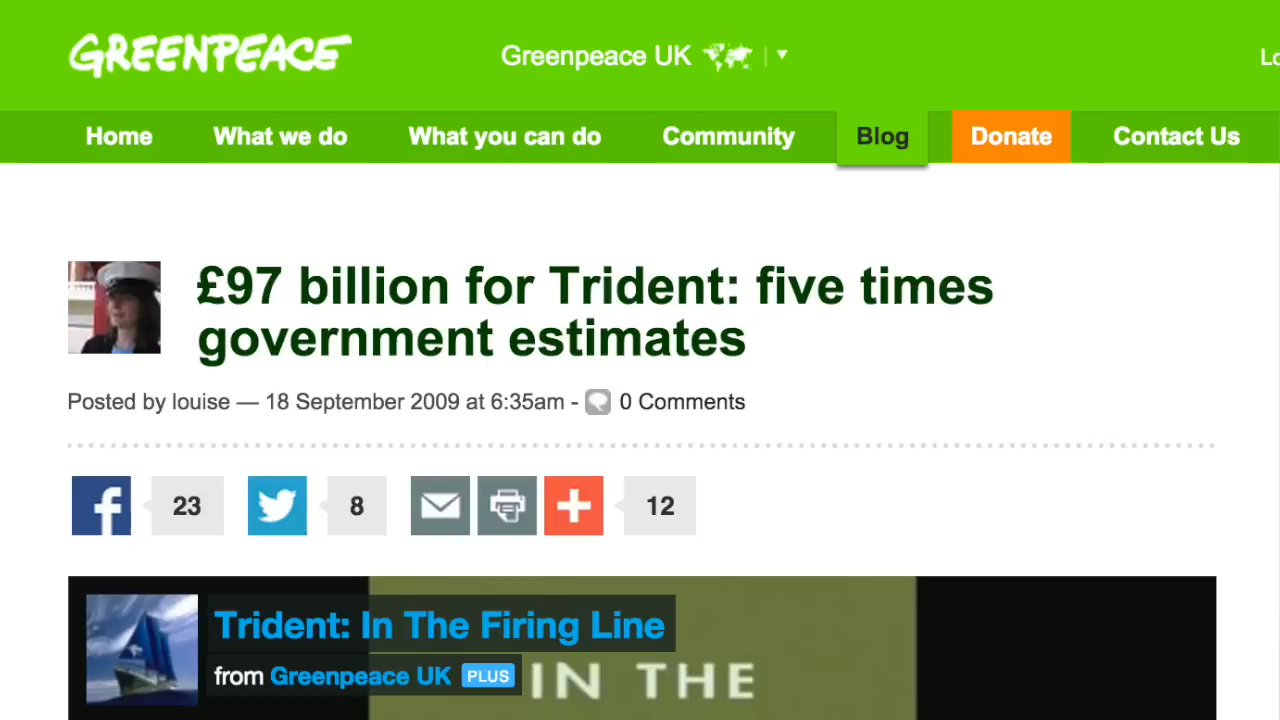 GREENPEACE
Greenpeace UK
Home What we do What you can do Community Blog Donate Contact Us
£97 billion for Trident: five times
government estimates
Posted by louise — 18 September 2009 at 6:35am - 0 Comments
23 8 12
Trident: In The Firing Line
from Greenpeace UK PLUS
IN THE